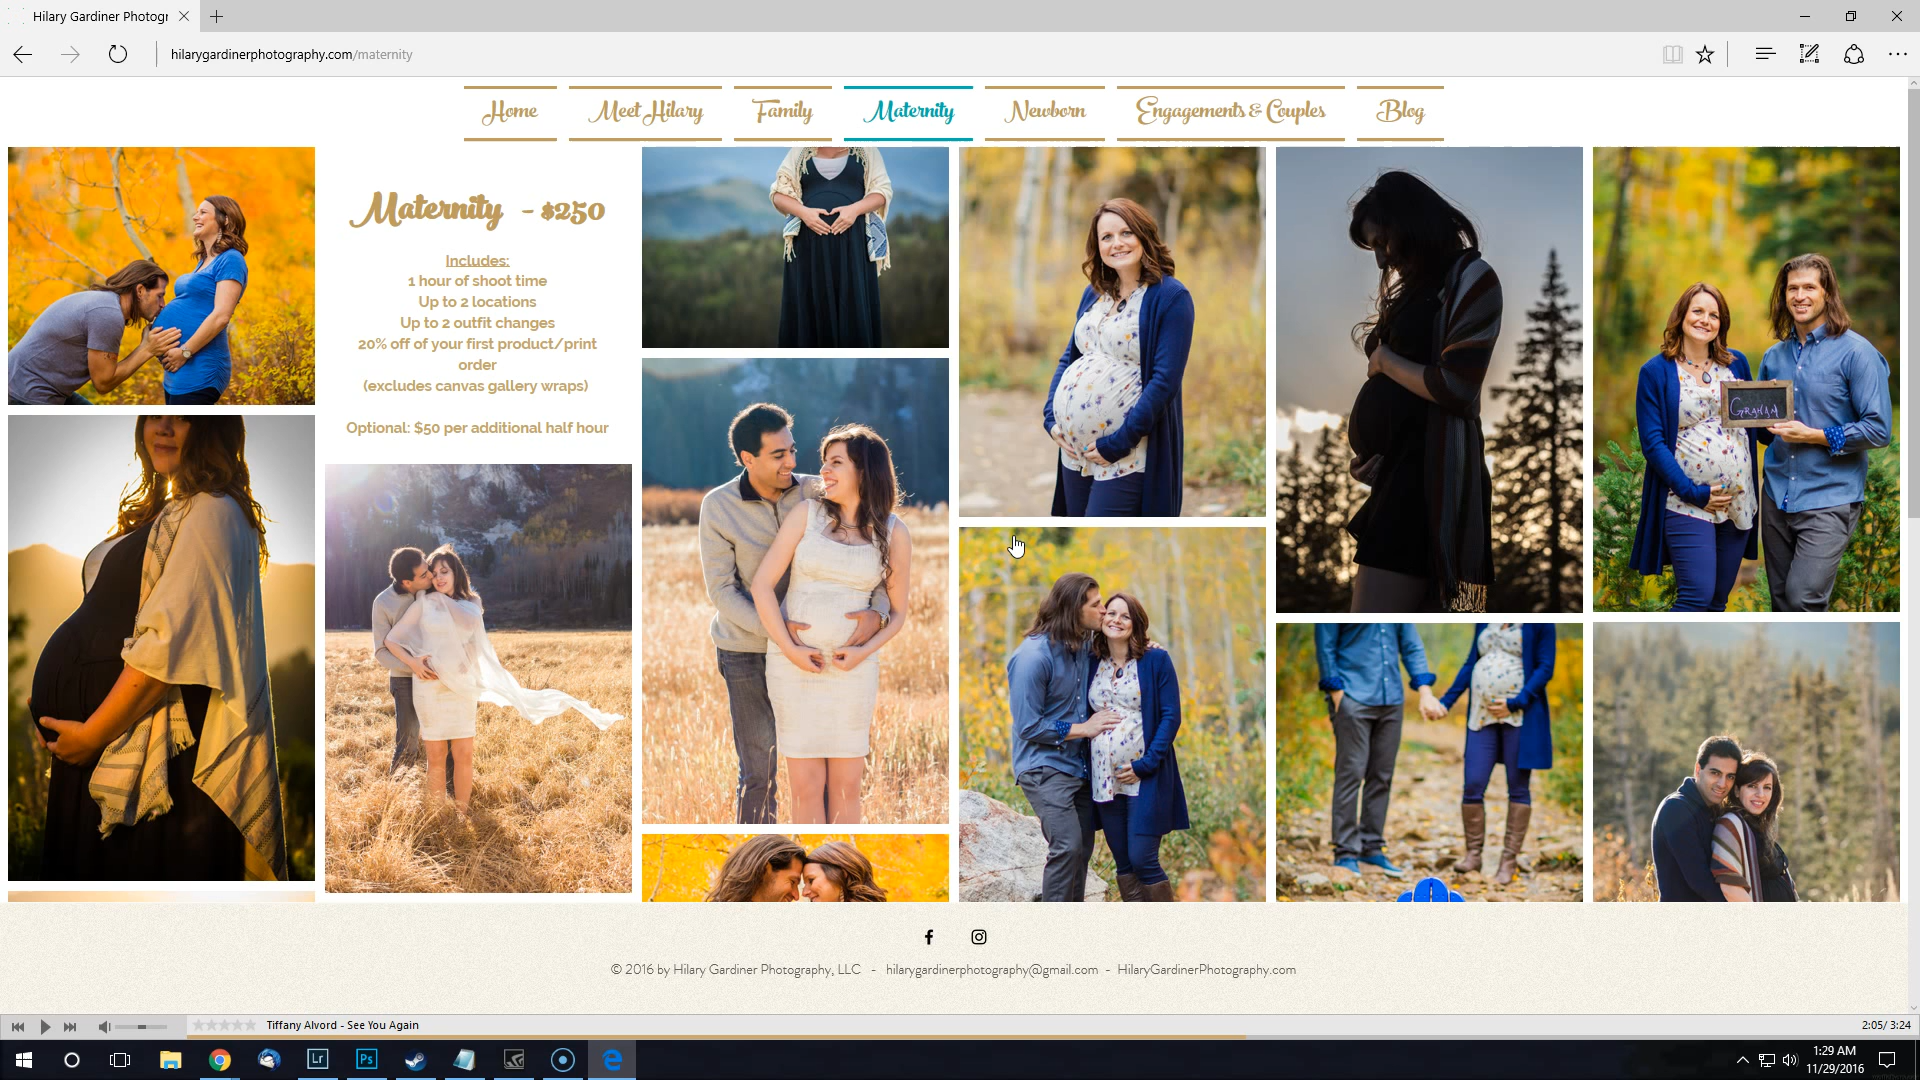 Hilary Gardiner Photogr
hilarygardinerphotography.com/maternity
Home Meet Hilary Family Maternity Newborn Engagements & Couples Blog
Maternity - $250
Includes:
1 hour of shoot time
Up to 2 locations
Up to 2 outfit changes
20% off of your first product/print
order
(excludes canvas gallery wraps)
Optional: $50 per additional half hour
GRAHAM
© 2016 by Hilary Gardiner Photography, LLC - hilarygardinerphotography@gmail.com - HilaryGardinerPhotography.com
Tiffany Alvord - See You Again
2:05/ 3:24
Lr Ps
1:29 AM
11/29/2016